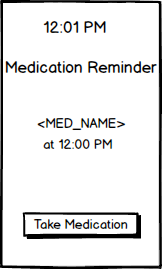 12:01 PM
Medication Reminder
<MED_NAME>
at 12:00 PM
Take Medication